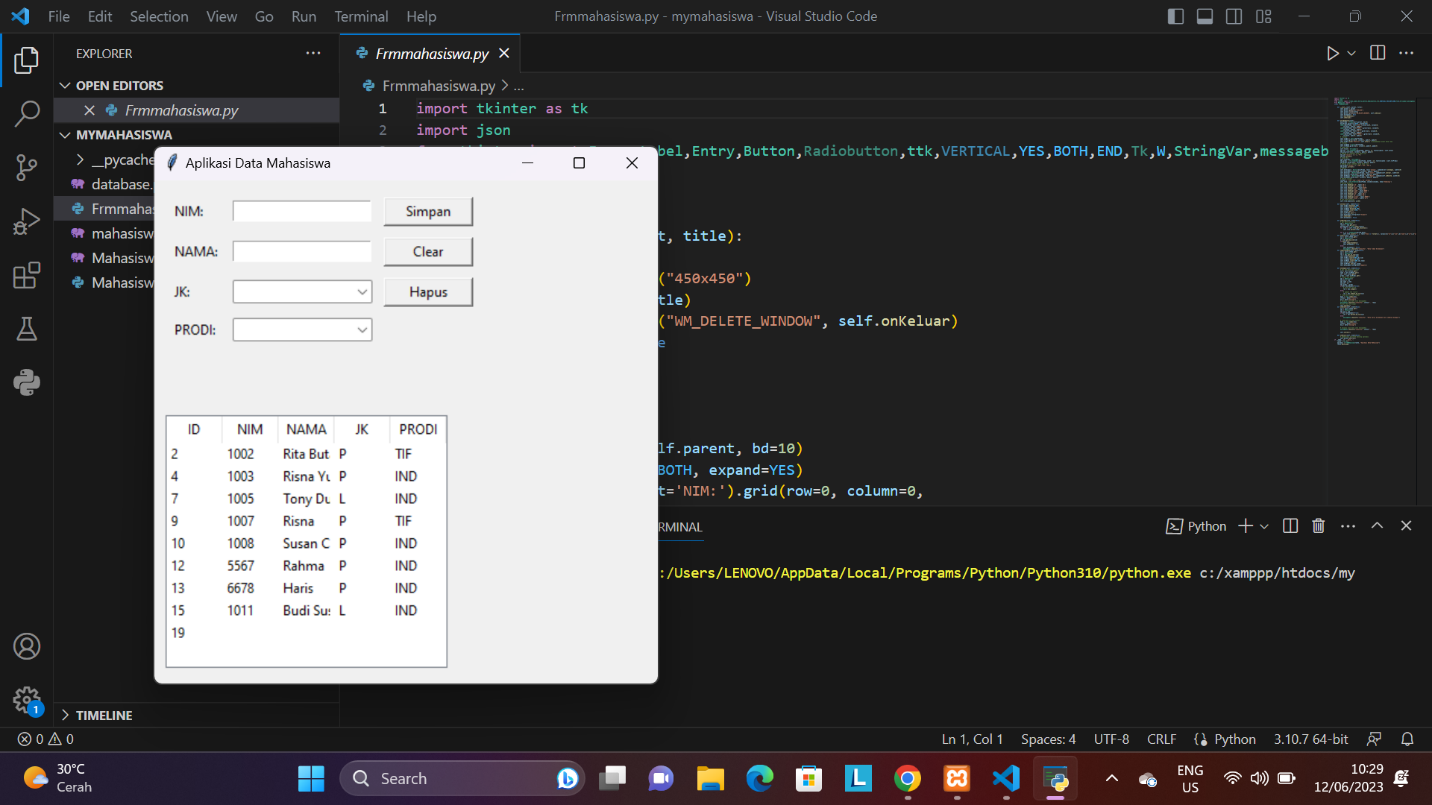 File Edit Selection View Go Run Terminal Help
Frmmahasiswa.py - mymahasiswa - Visual Studio Code
EXPLORER
Frmmahasiswa.py
OPEN EDITORS
Frmmahasiswa.py
MYMAHASISWA
__pycache
database.
Frmmahas
mahasisw
Mahasisw
Mahasisw
TIMELINE
Frmmahasiswa.py > ...
1 import tkinter as tk
2 import json
bel,Entry,Button,Radiobutton,ttk,VERTICAL,YES,BOTH,END,Tk,W,StringVar,messageb
t, title):
("450x450")
tle)
("WM_DELETE_WINDOW", self.onKeluar)
e
lf.parent, bd=10)
BOTH, expand=YES)
t='NIM:').grid(row=0, column=0,
Aplikasi Data Mahasiswa
NIM: Simpan
NAMA: Clear
JK: Hapus
PRODI:
ID NIM NAMA JK PRODI
2 1002 Rita But P TIF
4 1003 Risna Yu P IND
7 1005 Tony Du L IND
9 1007 Risna P TIF
10 1008 Susan C P IND
12 5567 Rahma P IND
13 6678 Haris P IND
15 1011 Budi Sus L IND
19
RMINAL
Python
:/Users/LENOVO/AppData/Local/Programs/Python/Python310/python.exe c:/xamppp/htdocs/my
1
0 0
Ln 1, Col 1 Spaces: 4 UTF-8 CRLF Python 3.10.7 64-bit
30°C
Cerah
Search
ENG
US
10:29
12/06/2023